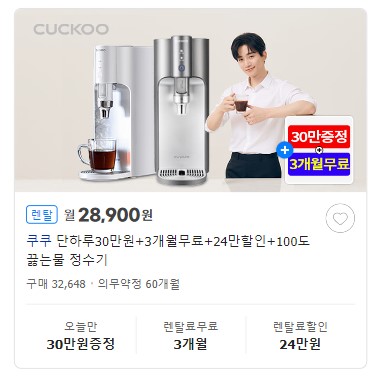 CUCKOO
30만증정
+
+
3개월무료
렌탈 월 28,900원
쿠쿠 단하루30만원+3개월무료+24만할인+100도
끓는물 정수기
구매 32,648 · 의무약정 60개월
오늘만 렌탈료무료 렌탈료할인
30만원증정 3개월 24만원